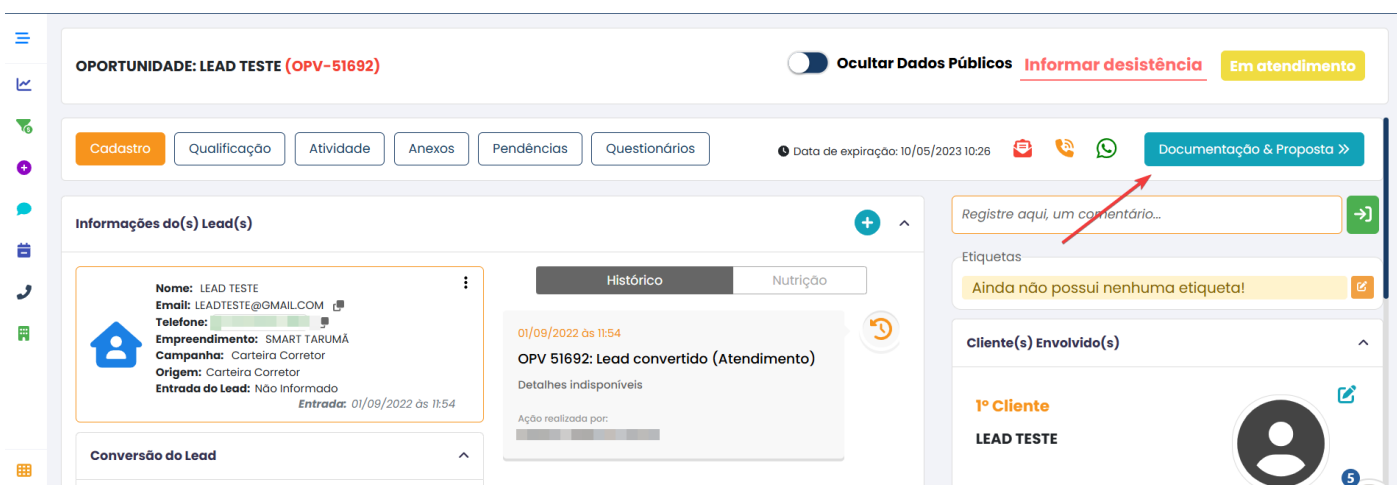 OPORTUNIDADE: LEAD TESTE (OPV-51692)
Ocultar Dados Públicos
Informar desistência
Em atendimento
Cadastro
Qualificação
Atividade
Anexos
Pendências
Questionários
Data de expiração: 10/05/2023 10:26
Documentação & Proposta »
Informações do(s) Lead(s)
Nome: LEAD TESTE
Email: LEADTESTE@GMAIL.COM
Telefone:
Empreendimento: SMART TARUMÃ
Campanha: Carteira Corretor
Origem: Carteira Corretor
Entrada do Lead: Não Informado
Entrada: 01/09/2022 às 11:54
Conversão do Lead
Histórico
Nutrição
01/09/2022 às 11:54
OPV 51692: Lead convertido (Atendimento)
Detalhes indisponíveis
Ação realizada por:
Registre aqui, um comentário...
Etiquetas
Ainda não possui nenhuma etiqueta!
Cliente(s) Envolvido(s)
1º Cliente
LEAD TESTE
5